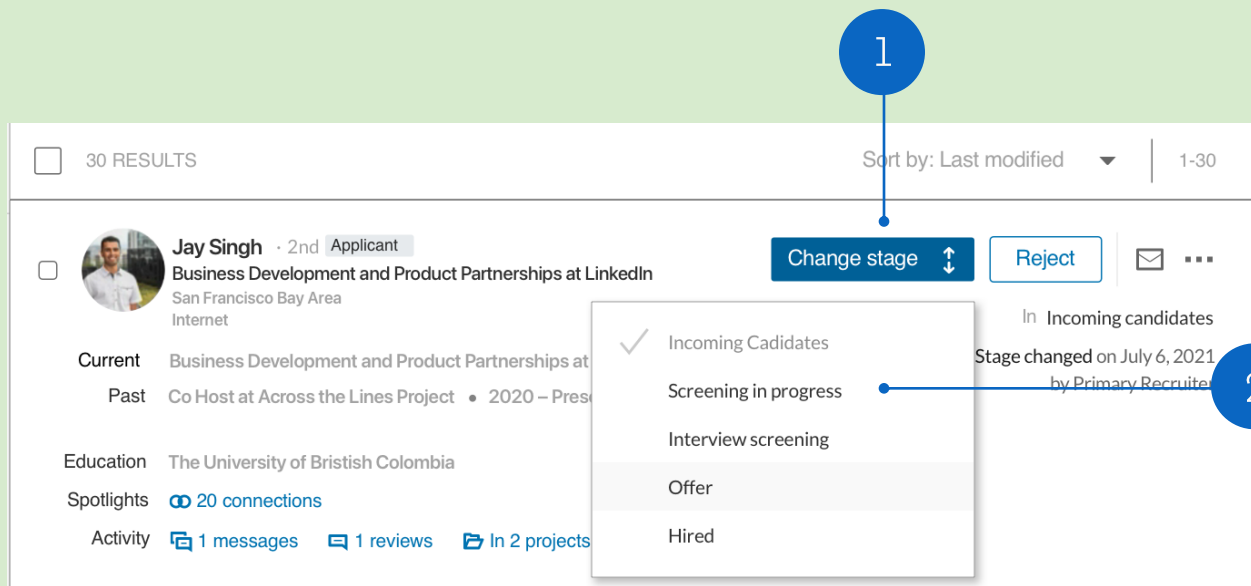 1
30 RESULTS Sort by: Last modified 1-30
Jay Singh · 2nd Applicant Change stage Reject
Business Development and Product Partnerships at LinkedIn
San Francisco Bay Area
Internet
In Incoming candidates
Stage changed on July 6, 2021
by Primary Recruiter
2
Incoming Cadidates
Screening in progress
Interview screening
Offer
Hired
Current Business Development and Product Partnerships at
Past Co Host at Across the Lines Project • 2020 –
Education The University of Bristish Colombia
Spotlights 20 connections
Activity 1 messages 1 reviews In 2 projects